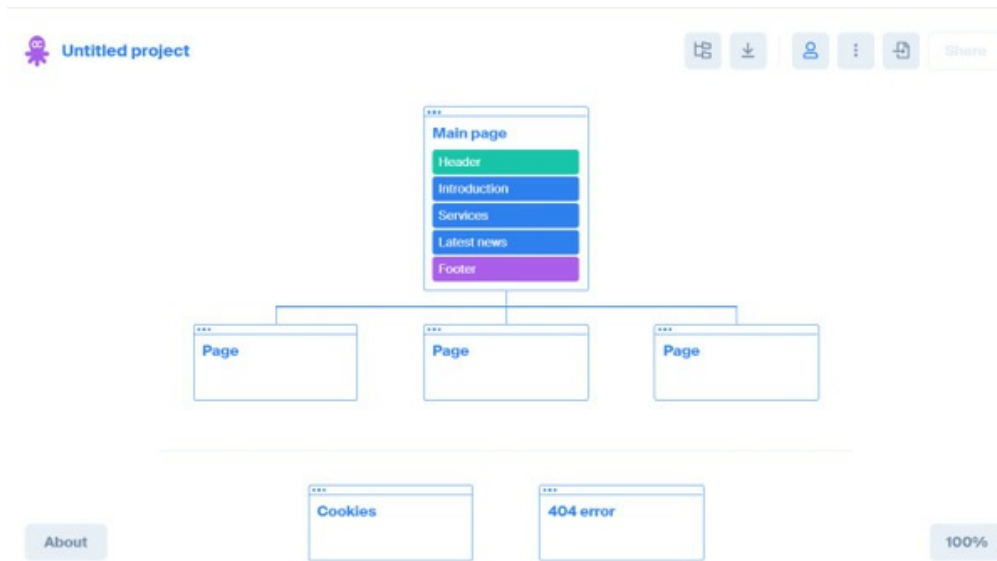 Untitled project
Share
Main page
Header
Introduction
Services
Latest news
Footer
Page
Page
Page
Cookies
404 error
About
100%